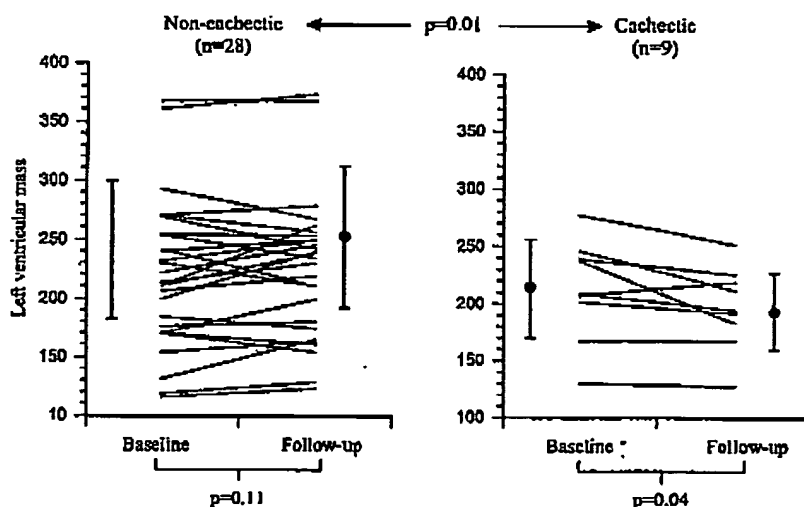 Non-cachectic
(n=28)
p=0.01
Cachectic
(n=9)
Left ventricular mass
400
350
300
250
200
150
10
Baseline
Follow-up
p=0.11
400
350
300
250
200
150
100
Baseline
Follow-up
p=0.04